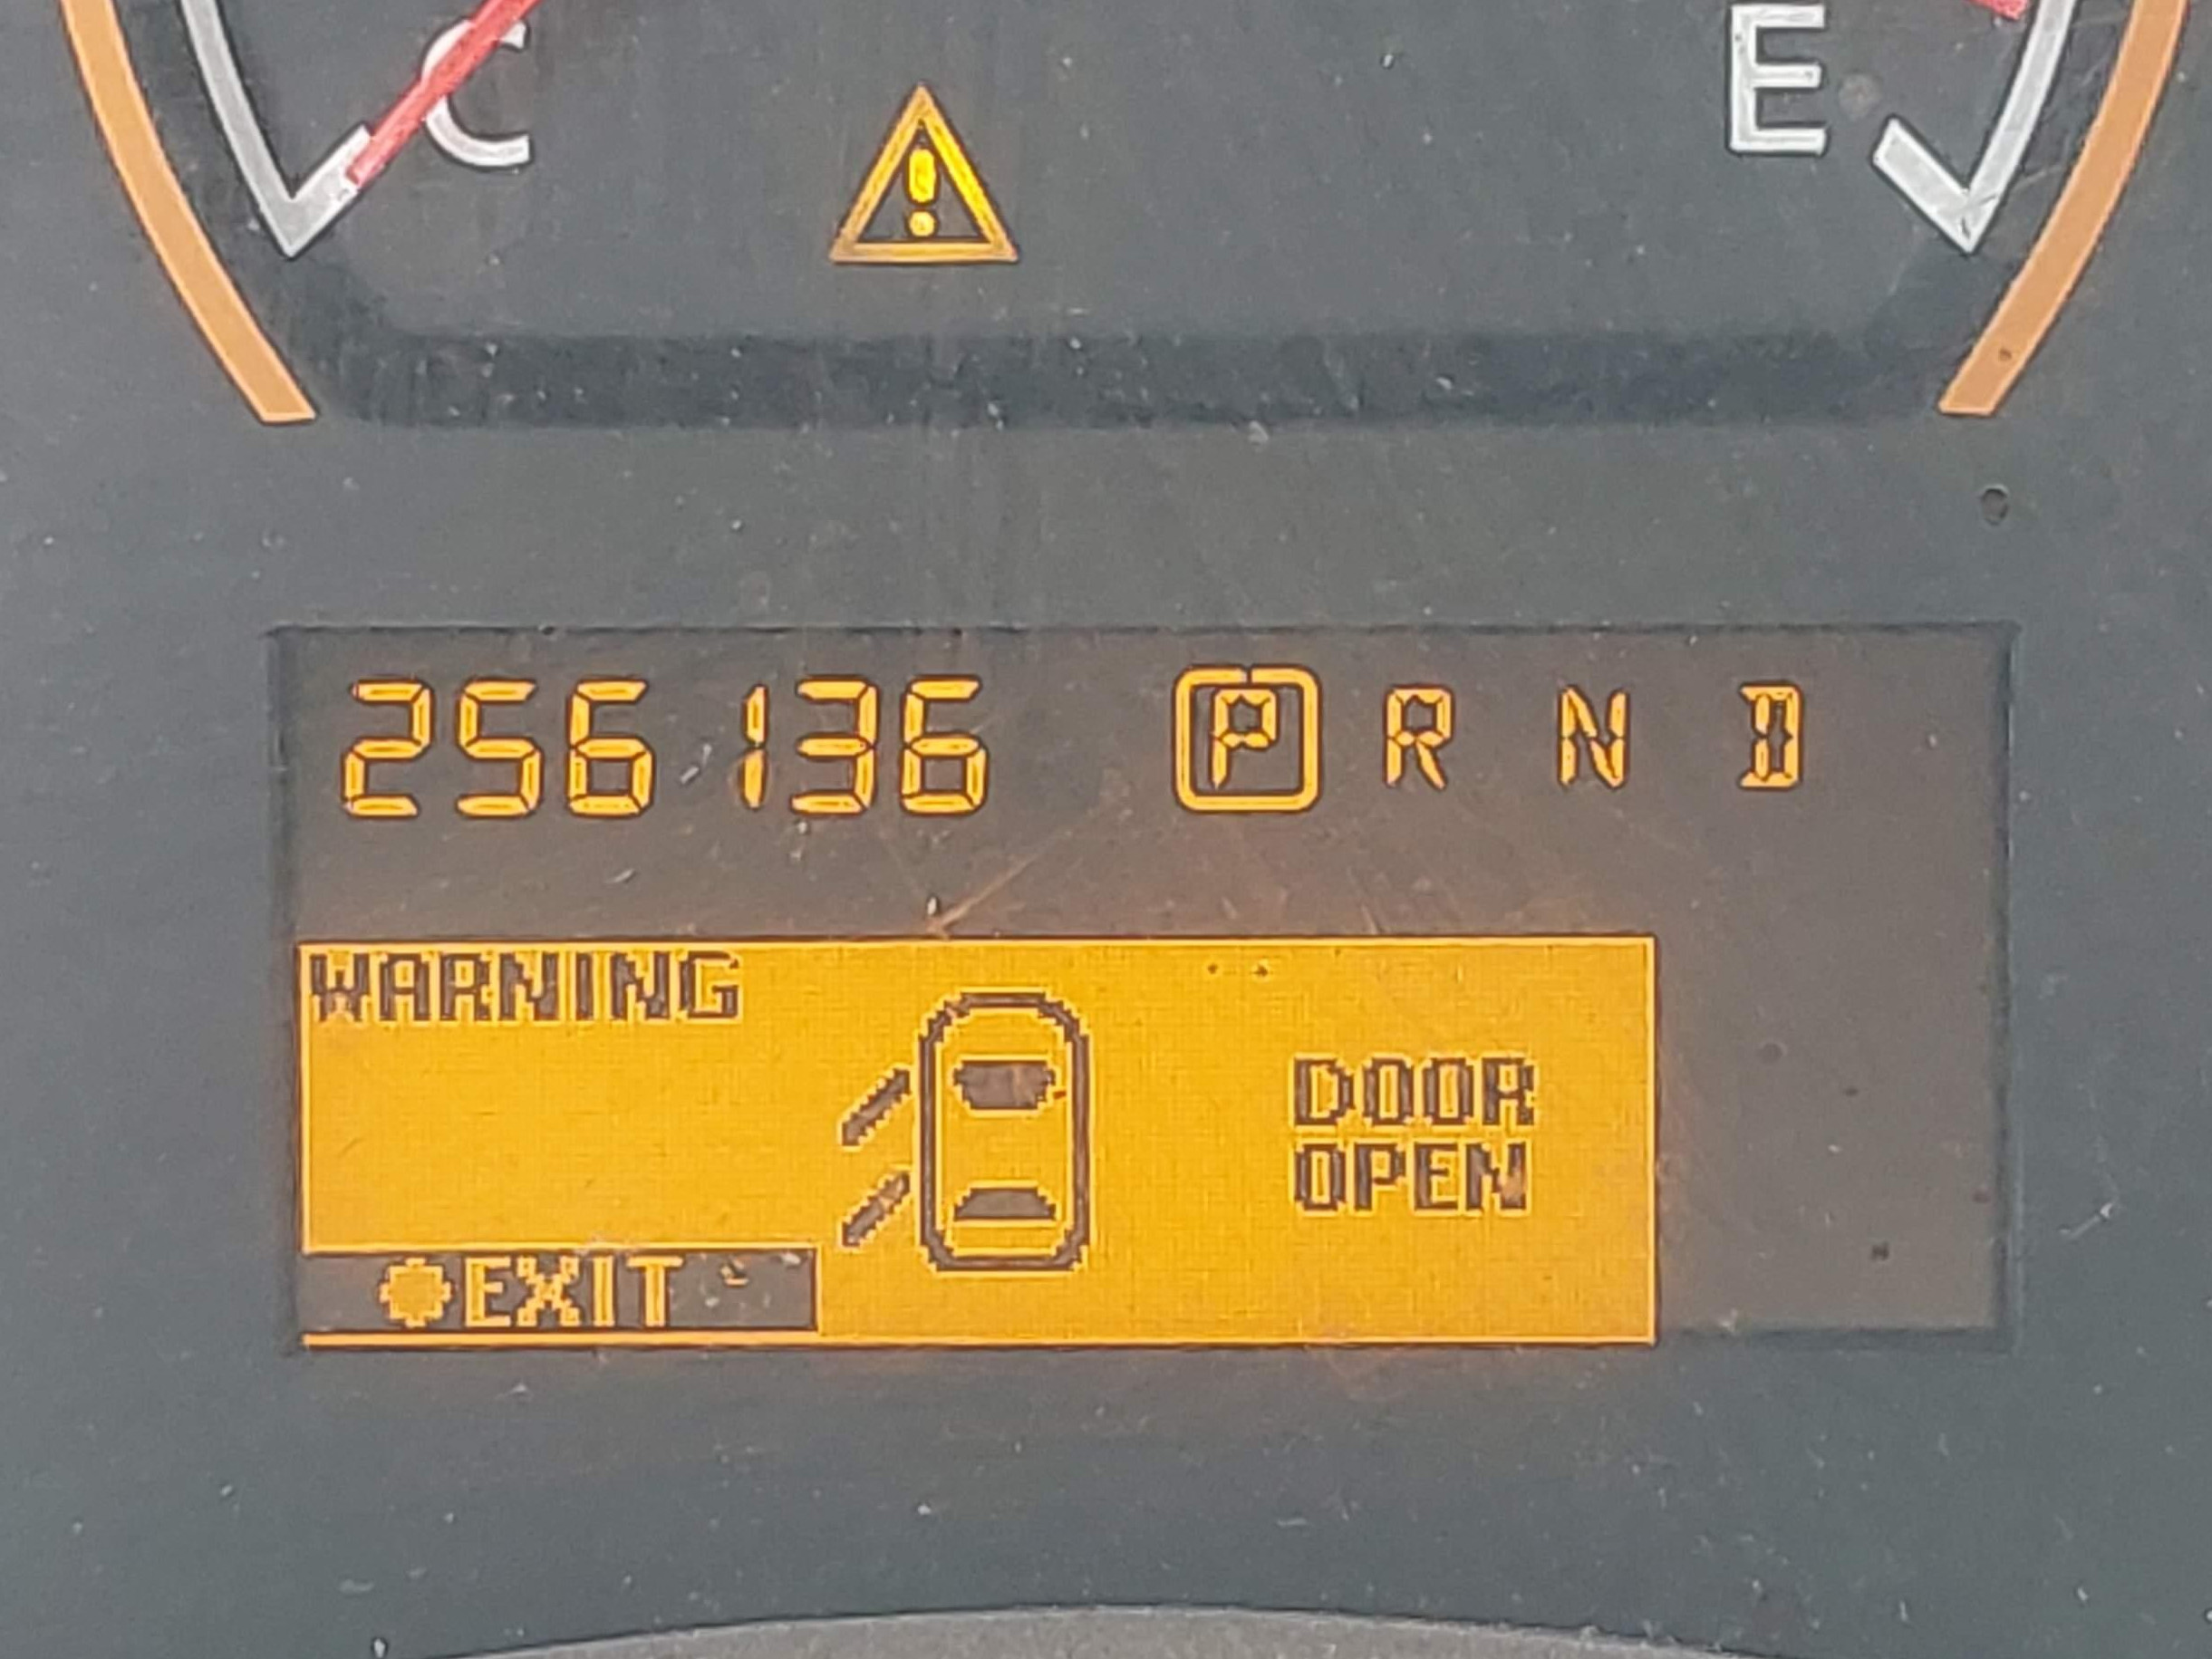 C
E
256136 P R N D
WARNING
DOOR
OPEN
EXIT